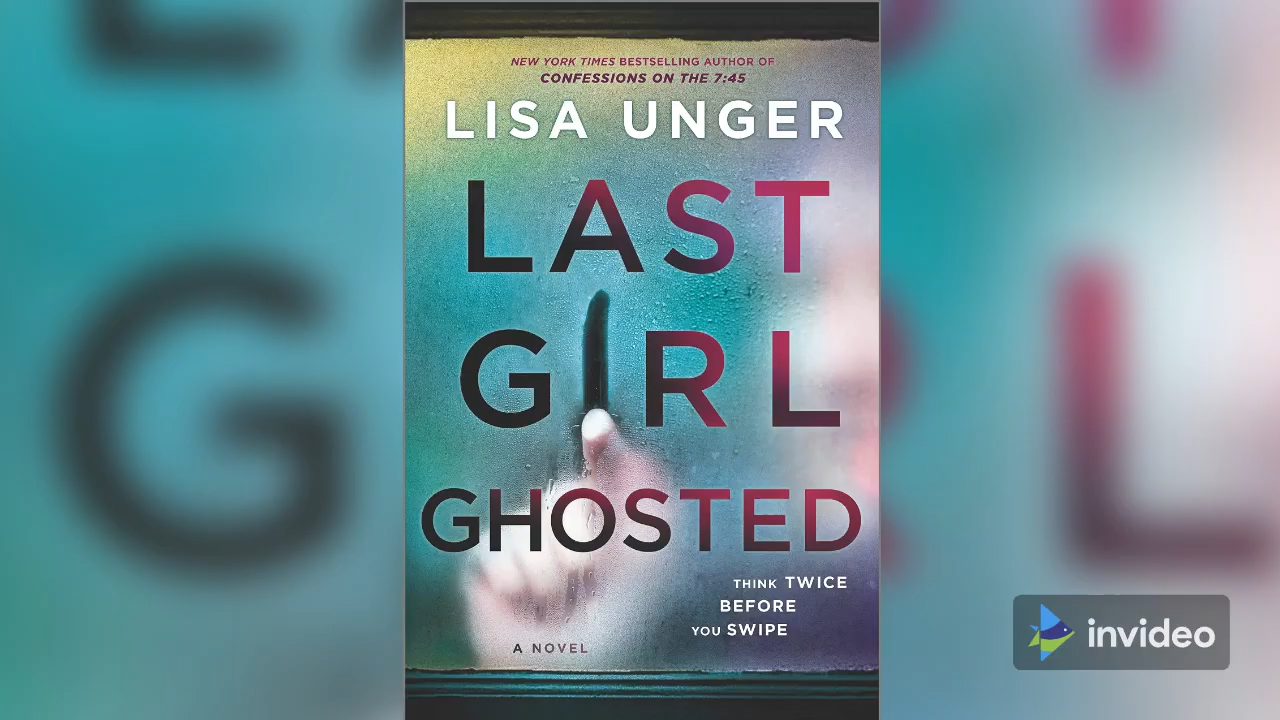 NEW YORK TIMES BESTSELLING AUTHOR OF
CONFESSIONS ON THE 7:45
LISA UNGER
LAST
GIRL
GHOSTED
THINK TWICE
BEFORE
YOU SWIPE
A NOVEL
invideo